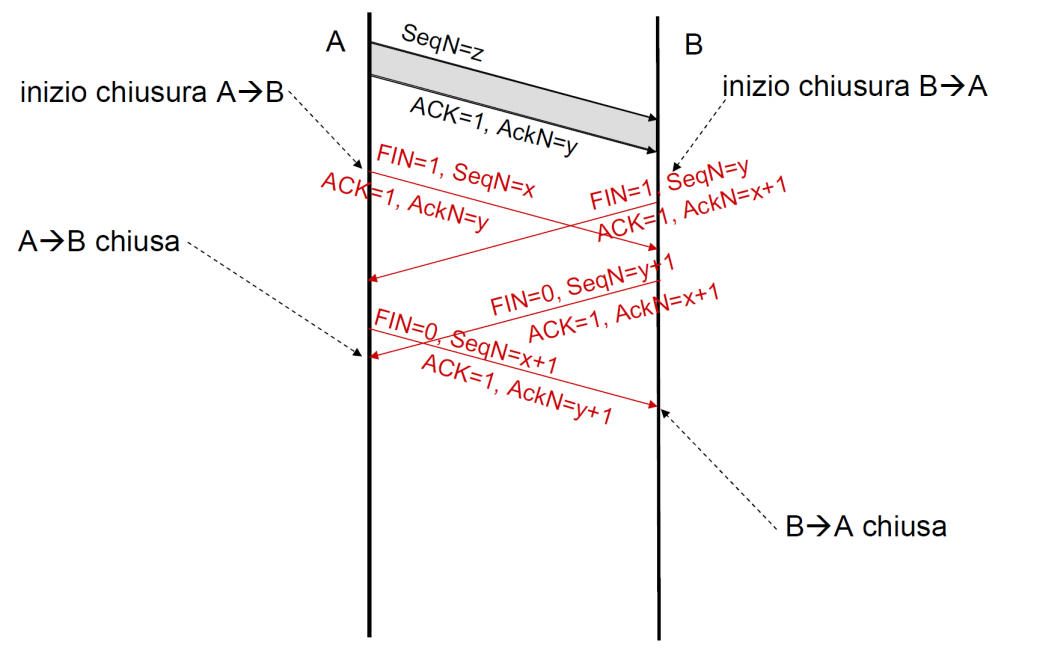 A
SeqN=z
B
inizio chiusura A→B
inizio chiusura B→A
ACK=1, AckN=y
FIN=1, SeqN=x
ACK=1, AckN=y
FIN=1, SeqN=y
ACK=1, AckN=x+1
A→B chiusa
FIN=0, SeqN=y+1
ACK=1, AckN=x+1
FIN=0, SeqN=x+1
ACK=1, AckN=y+1
B→A chiusa